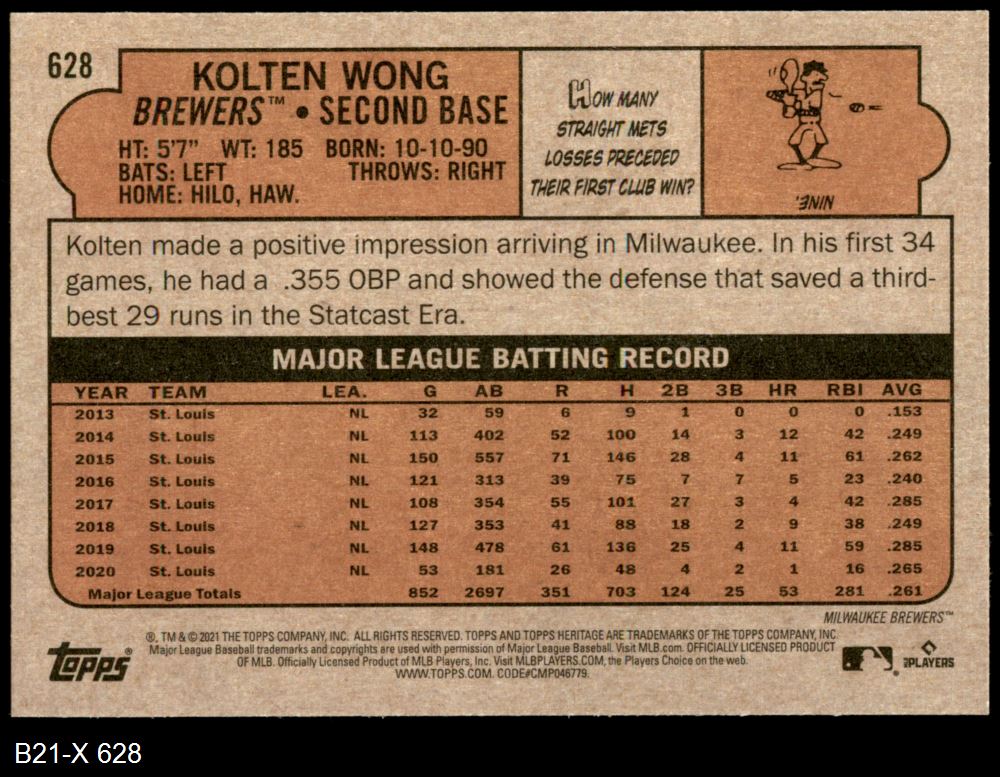 628
KOLTEN WONG
BREWERS™ • SECOND BASE
HT: 5'7" WT: 185 BORN: 10-10-90
BATS: LEFT THROWS: RIGHT
HOME: HILO, HAW.
HOW MANY
STRAIGHT METS
LOSSES PRECEDED
THEIR FIRST CLUB WIN?
NINE.
Kolten made a positive impression arriving in Milwaukee. In his first 34
games, he had a .355 OBP and showed the defense that saved a third-
best 29 runs in the Statcast Era.
MAJOR LEAGUE BATTING RECORD
YEAR TEAM LEA. G AB R H 2B 3B HR RBI AVG
2013 St. Louis NL 32 59 6 9 1 0 0 0 .153
2014 St. Louis NL 113 402 52 100 14 3 12 42 .249
2015 St. Louis NL 150 557 71 146 28 4 11 61 .262
2016 St. Louis NL 121 313 39 75 7 7 5 23 .240
2017 St. Louis NL 108 354 55 101 27 3 4 42 .285
2018 St. Louis NL 127 353 41 88 18 2 9 38 .249
2019 St. Louis NL 148 478 61 136 25 4 11 59 .285
2020 St. Louis NL 53 181 26 48 4 2 1 16 .265
Major League Totals 852 2697 351 703 124 25 53 281 .261
MILWAUKEE BREWERS™
topps®
®, TM & © 2021 THE TOPPS COMPANY, INC. ALL RIGHTS RESERVED. TOPPS AND TOPPS HERITAGE ARE TRADEMARKS OF THE TOPPS COMPANY, INC.
Major League Baseball trademarks and copyrights are used with permission of Major League Baseball. Visit MLB.com. OFFICIALLY LICENSED PRODUCT
OF MLB. Officially Licensed Product of MLB Players, Inc. Visit MLBPLAYERS.COM, the Players Choice on the web.
WWW.TOPPS.COM. CODE#CMP046779.
PLAYERS
B21-X 628